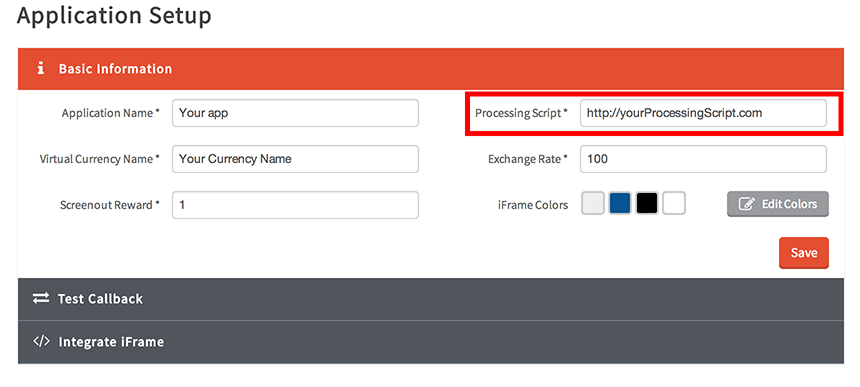 Application Setup
Basic Information
Application Name * Your app Processing Script * http://yourProcessingScript.com
Virtual Currency Name * Your Currency Name Exchange Rate * 100
Screenout Reward * 1 iFrame Colors Edit Colors
Save
Test Callback
</> Integrate iFrame